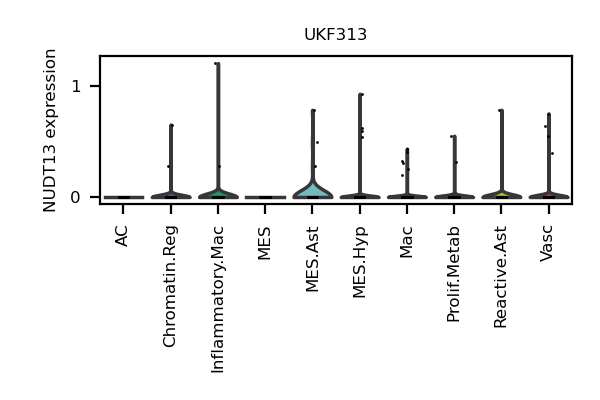 UKF313
NUDT13 expression
1
0
AC
Chromatin.Reg
Inflammatory.Mac
MES
MES.Ast
MES.Hyp
Mac
Prolif.Metab
Reactive.Ast
Vasc